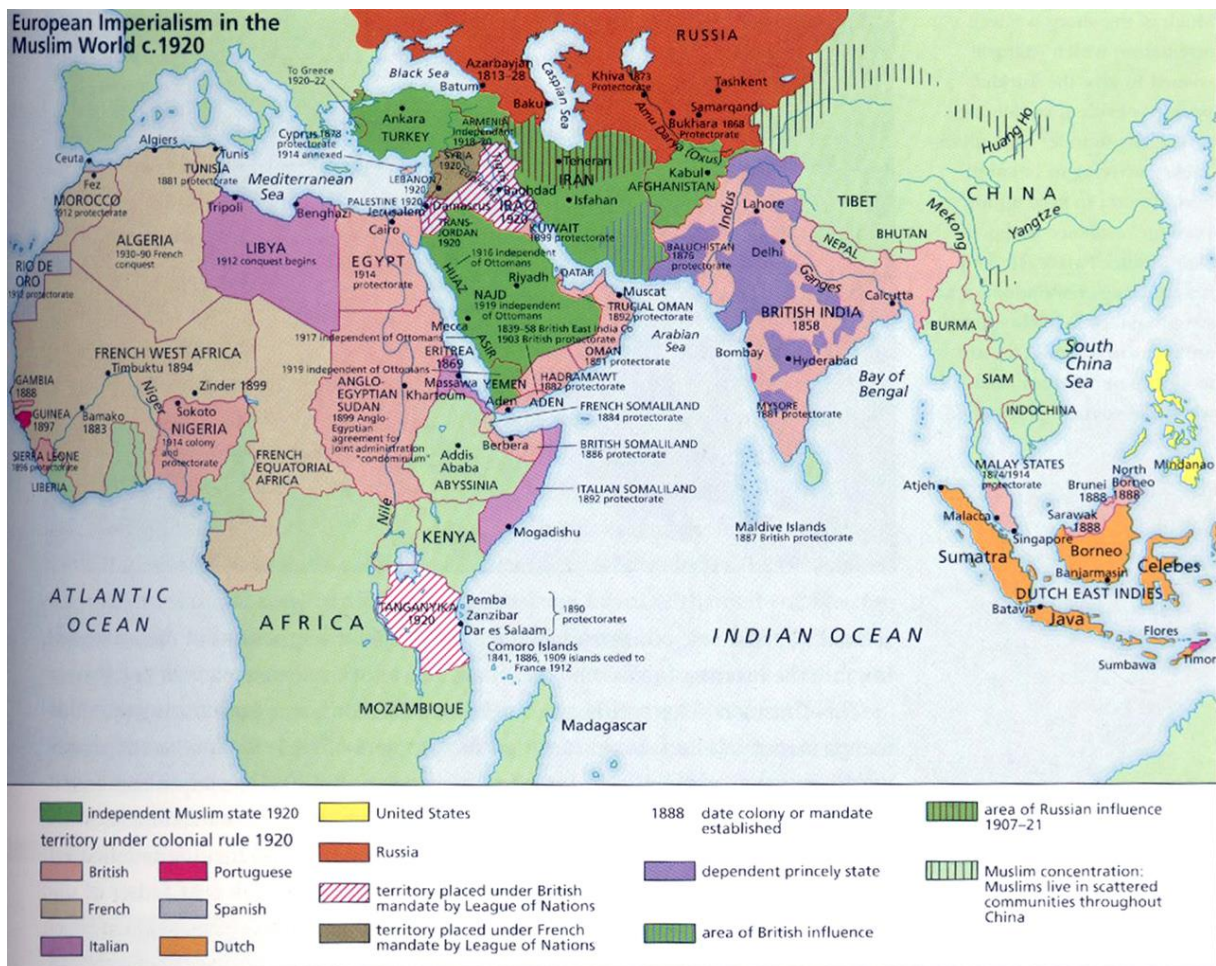 European Imperialism in the
Muslim World c.1920
RUSSIA
To Greece
1920–22
Black Sea
Azarbayjan
1813–28
Batum
Baku
Caspian Sea
Khiva 1873
Protectorate
Tashkent
Samarqand
Bukhara 1868
Protectorate
Amu Darya (Oxus)
Huang Ho
Ankara
TURKEY
ARMENIA
Independent
1918–20
Cyprus 1878
protectorate
1914 annexed
SYRIA
1920
Tigris
Euphrates
Teheran
IRAN
Isfahan
Kabul
AFGHANISTAN
CHINA
TIBET
Mekong
Yangtze
Algiers
Ceuta
Tunis
TUNISIA
1881 protectorate
Mediterranean
Sea
LEBANON
1920
PALESTINE 1920
Jerusalem
Damascus
Baghdad
IRAQ
1920
TRANS-
JORDAN
1920
KUWAIT
1899 protectorate
Fez
MOROCCO
1912 protectorate
Tripoli
Benghazi
Cairo
Indus
Lahore
Delhi
NEPAL
BHUTAN
BALUCHISTAN
1876
protectorate
Ganges
Calcutta
ALGERIA
1930–90 French
conquest
LIBYA
1912 conquest begins
EGYPT
1914
protectorate
HIJAZ
1916 independent
of Ottomans
Riyadh
QATAR
NAJD
1919 independent
of Ottomans
Muscat
TRUCIAL OMAN
1892 protectorate
BRITISH INDIA
1858
BURMA
RIO DE
ORO
1912 protectorate
Mecca
1917 independent of Ottomans
ASIR
1839–58 British East India Co
1903 British protectorate
OMAN
1891 protectorate
Arabian
Sea
Bombay
Hyderabad
Bay of
Bengal
SIAM
INDOCHINA
South
China
Sea
FRENCH WEST AFRICA
Timbuktu 1894
Niger
Zinder 1899
ERITREA
1869
1919 independent of Ottomans
Massawa
YEMEN
Aden
ADEN
HADRAMAWT
1882 protectorate
MYSORE
1881 protectorate
GAMBIA
1888
GUINEA
1897
Bamako
1883
Sokoto
NIGERIA
1914 colony
and
protectorate
SIERRA LEONE
1896 protectorate
LIBERIA
FRENCH
EQUATORIAL
AFRICA
ANGLO-
EGYPTIAN
SUDAN
1899 Anglo-
Egyptian
agreement for
joint administration
"condominium"
Khartoum
Berbera
Addis
Ababa
ABYSSINIA
FRENCH SOMALILAND
1884 protectorate
BRITISH SOMALILAND
1886 protectorate
ITALIAN SOMALILAND
1892 protectorate
Maldive Islands
1887 British protectorate
MALAY STATES
1874/1914
protectorate
Atjeh
Malacca
Singapore
Brunei
1888
North
Borneo
1888
Sarawak
1888
Mindanao
Nile
KENYA
Mogadishu
Sumatra
Borneo
Banjarmasin
Celebes
DUTCH EAST INDIES
Batavia
Java
Flores
Sumbawa
Timor
ATLANTIC
OCEAN
AFRICA
TANGANYIKA
1920
Pemba
Zanzibar
Dar es Salaam
1890
protectorates
Comoro Islands
1841, 1886, 1909 islands ceded to
France 1912
INDIAN OCEAN
MOZAMBIQUE
Madagascar
independent Muslim state 1920
territory under colonial rule 1920
British
Portuguese
French
Spanish
Italian
Dutch
United States
Russia
territory placed under British
mandate by League of Nations
territory placed under French
mandate by League of Nations
1888 date colony or mandate
established
dependent princely state
area of British influence
area of Russian influence
1907–21
Muslim concentration:
Muslims live in scattered
communities throughout
China